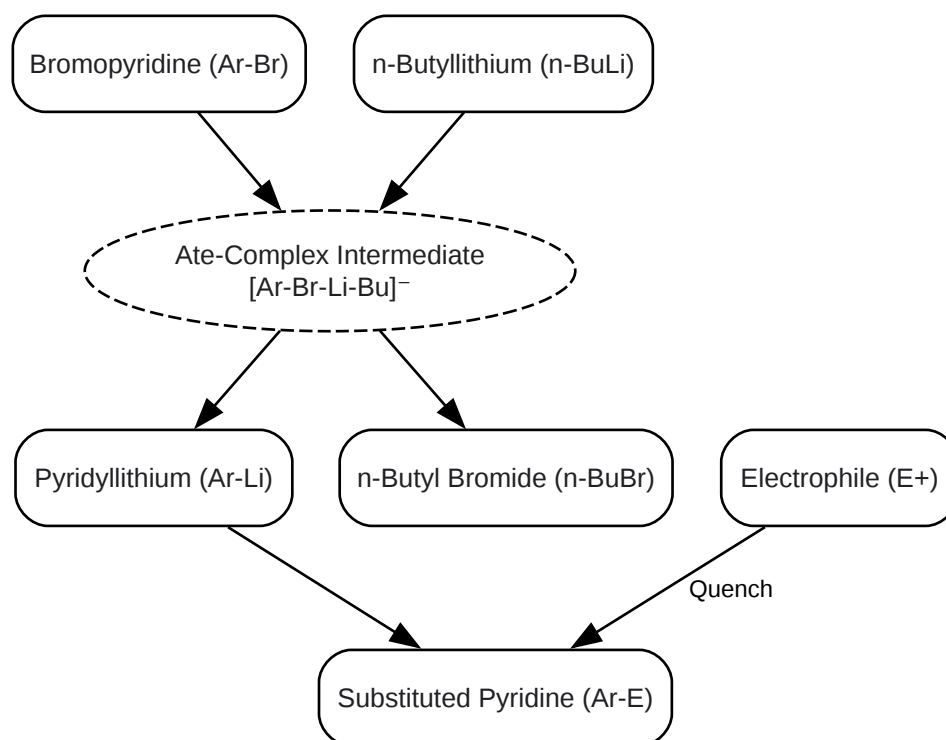 Bromopyridine (Ar-Br)
n-Butyllithium (n-BuLi)
Ate-Complex Intermediate
[Ar-Br-Li-Bu]⁻
Pyridyllithium (Ar-Li)
n-Butyl Bromide (n-BuBr)
Electrophile (E+)
Quench
Substituted Pyridine (Ar-E)